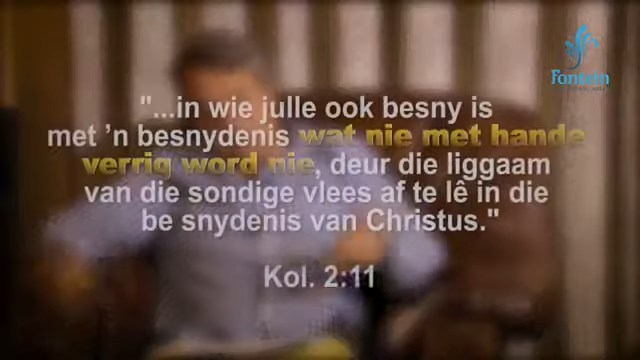 Fontein
"...in wie julle ook besny is
met 'n besnydenis wat nie met hande
verrig word nie, deur die liggaam
van die sondige vlees af te lê in die
be snydenis van Christus."
Kol. 2:11